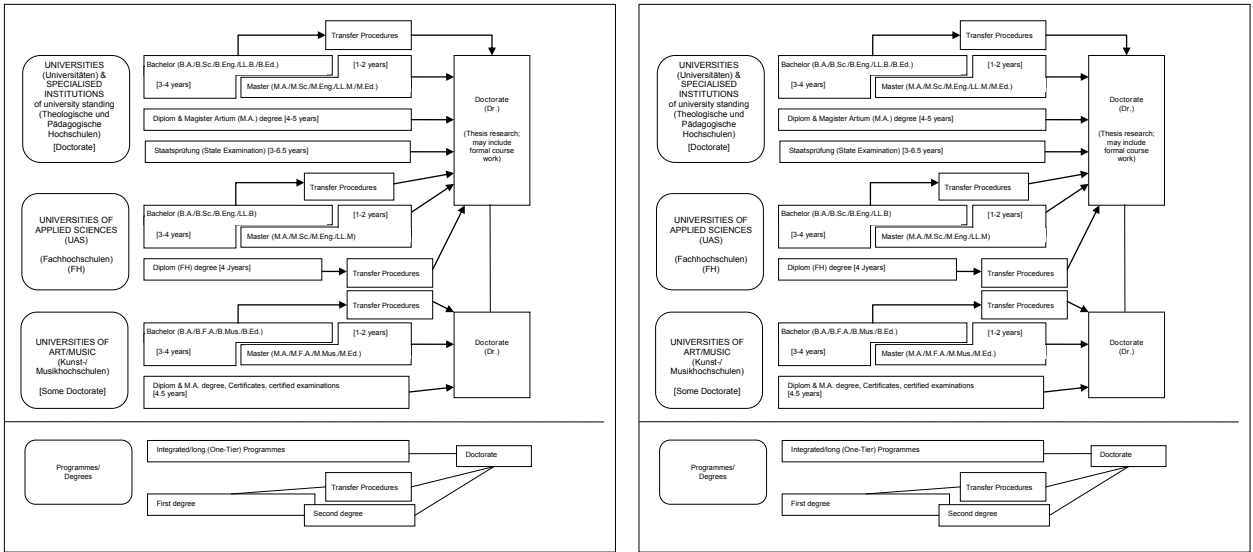 Transfer Procedures
UNIVERSITIES
(Universitäten) &
SPECIALISED
INSTITUTIONS
of university standing
(Theologische und
Pädagogische
Hochschulen)
[Doctorate]
Bachelor (B.A./B.Sc./B.Eng./LL.B./B.Ed.)
[1-2 years]
[3-4 years]
Master (M.A./M.Sc./M.Eng./LL.M./M.Ed.)
Diplom & Magister Artium (M.A.) degree [4-5 years]
Staatsprüfung (State Examination) [3-6.5 years]
Doctorate
(Dr.)
(Thesis research;
may include
formal course
work)
Transfer Procedures
UNIVERSITIES OF
APPLIED SCIENCES
(UAS)
(Fachhochschulen)
(FH)
Bachelor (B.A./B.Sc./B.Eng./LL.B)
[1-2 years]
[3-4 years]
Master (M.A./M.Sc./M.Eng./LL.M)
Diplom (FH) degree [4 Jyears]
Transfer Procedures
Transfer Procedures
UNIVERSITIES OF
ART/MUSIC
(Kunst-/
Musikhochschulen)
[Some Doctorate]
Bachelor (B.A./B.F.A./B.Mus./B.Ed.)
[1-2 years]
[3-4 years]
Master (M.A./M.F.A./M.Mus./M.Ed.)
Diplom & M.A. degree, Certificates, certified examinations
[4.5 years]
Doctorate
(Dr.)
Programmes/
Degrees
Integrated/long (One-Tier) Programmes
Doctorate
Transfer Procedures
First degree
Second degree
Transfer Procedures
UNIVERSITIES
(Universitäten) &
SPECIALISED
INSTITUTIONS
of university standing
(Theologische und
Pädagogische
Hochschulen)
[Doctorate]
Bachelor (B.A./B.Sc./B.Eng./LL.B./B.Ed.)
[1-2 years]
[3-4 years]
Master (M.A./M.Sc./M.Eng./LL.M./M.Ed.)
Diplom & Magister Artium (M.A.) degree [4-5 years]
Staatsprüfung (State Examination) [3-6.5 years]
Doctorate
(Dr.)
(Thesis research;
may include
formal course
work)
Transfer Procedures
UNIVERSITIES OF
APPLIED SCIENCES
(UAS)
(Fachhochschulen)
(FH)
Bachelor (B.A./B.Sc./B.Eng./LL.B)
[1-2 years]
[3-4 years]
Master (M.A./M.Sc./M.Eng./LL.M)
Diplom (FH) degree [4 Jyears]
Transfer Procedures
Transfer Procedures
UNIVERSITIES OF
ART/MUSIC
(Kunst-/
Musikhochschulen)
[Some Doctorate]
Bachelor (B.A./B.F.A./B.Mus./B.Ed.)
[1-2 years]
[3-4 years]
Master (M.A./M.F.A./M.Mus./M.Ed.)
Diplom & M.A. degree, Certificates, certified examinations
[4.5 years]
Doctorate
(Dr.)
Programmes/
Degrees
Integrated/long (One-Tier) Programmes
Doctorate
Transfer Procedures
First degree
Second degree